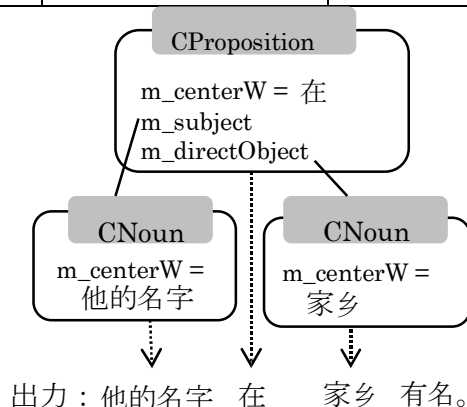 CProposition
m_centerW = 在
m_subject
m_directObject
CNoun
m_centerW =
他的名字
CNoun
m_centerW =
家乡
出力：他的名字 在 家乡 有名。